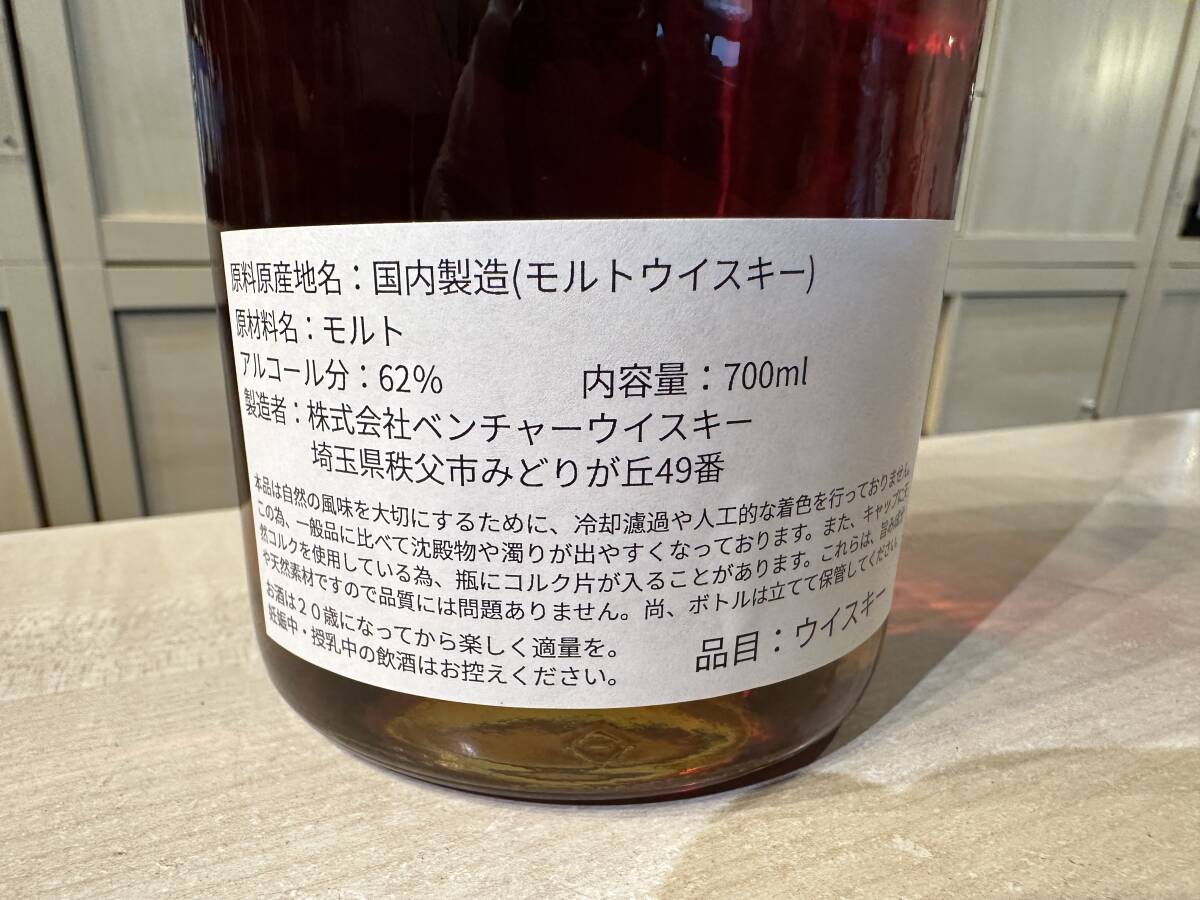 原料原産地名：国内製造(モルトウイスキー)
原材料名：モルト
アルコール分：62% 内容量：700ml
製造者：株式会社ベンチャーウイスキー
埼玉県秩父市みどりが丘49番
本品は自然の風味を大切にするために、冷却濾過や人工的な着色を行っておりません。
この為、一般品に比べて沈殿物や濁りが出やすくなっております。また、キャップに天
然コルクを使用している為、瓶にコルク片が入ることがあります。これらは、旨み成分
や天然素材ですので品質には問題ありません。尚、ボトルは立てて保管してください。
お酒は２０歳になってから楽しく適量を。
妊娠中・授乳中の飲酒はお控えください。
品目：ウイスキー